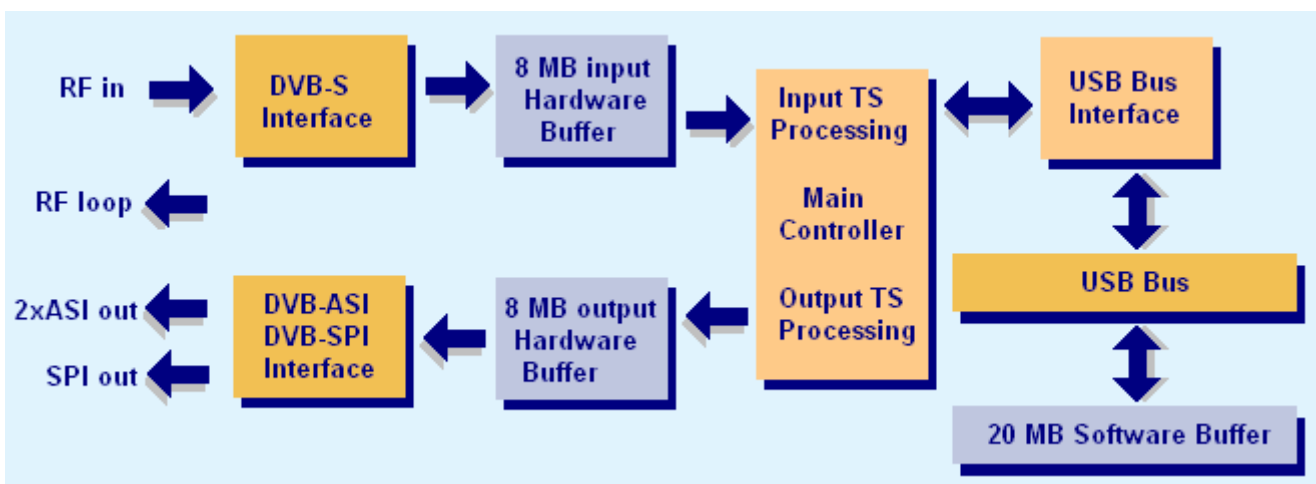 RF in
DVB-S
Interface
8 MB input
Hardware
Buffer
Input TS
Processing
Main
Controller
Output TS
Processing
USB Bus
Interface
RF loop
2xASI out
SPI out
DVB-ASI
DVB-SPI
Interface
8 MB output
Hardware
Buffer
USB Bus
20 MB Software Buffer